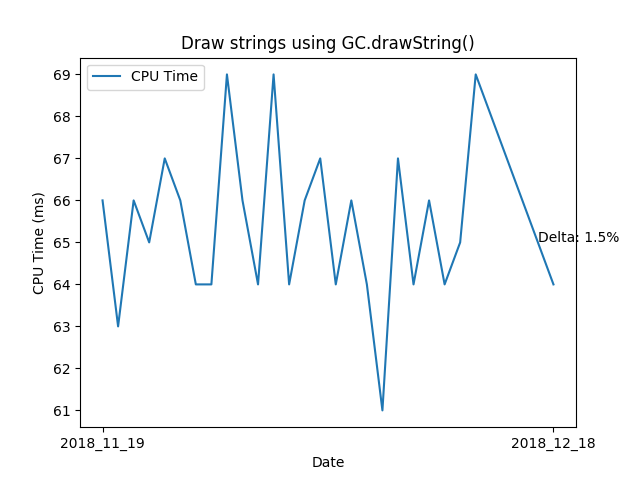 Draw strings using GC.drawString()
CPU Time
69
68
67
66
65
64
63
62
61
CPU Time (ms)
Delta: 1.5%
2018_11_19
2018_12_18
Date